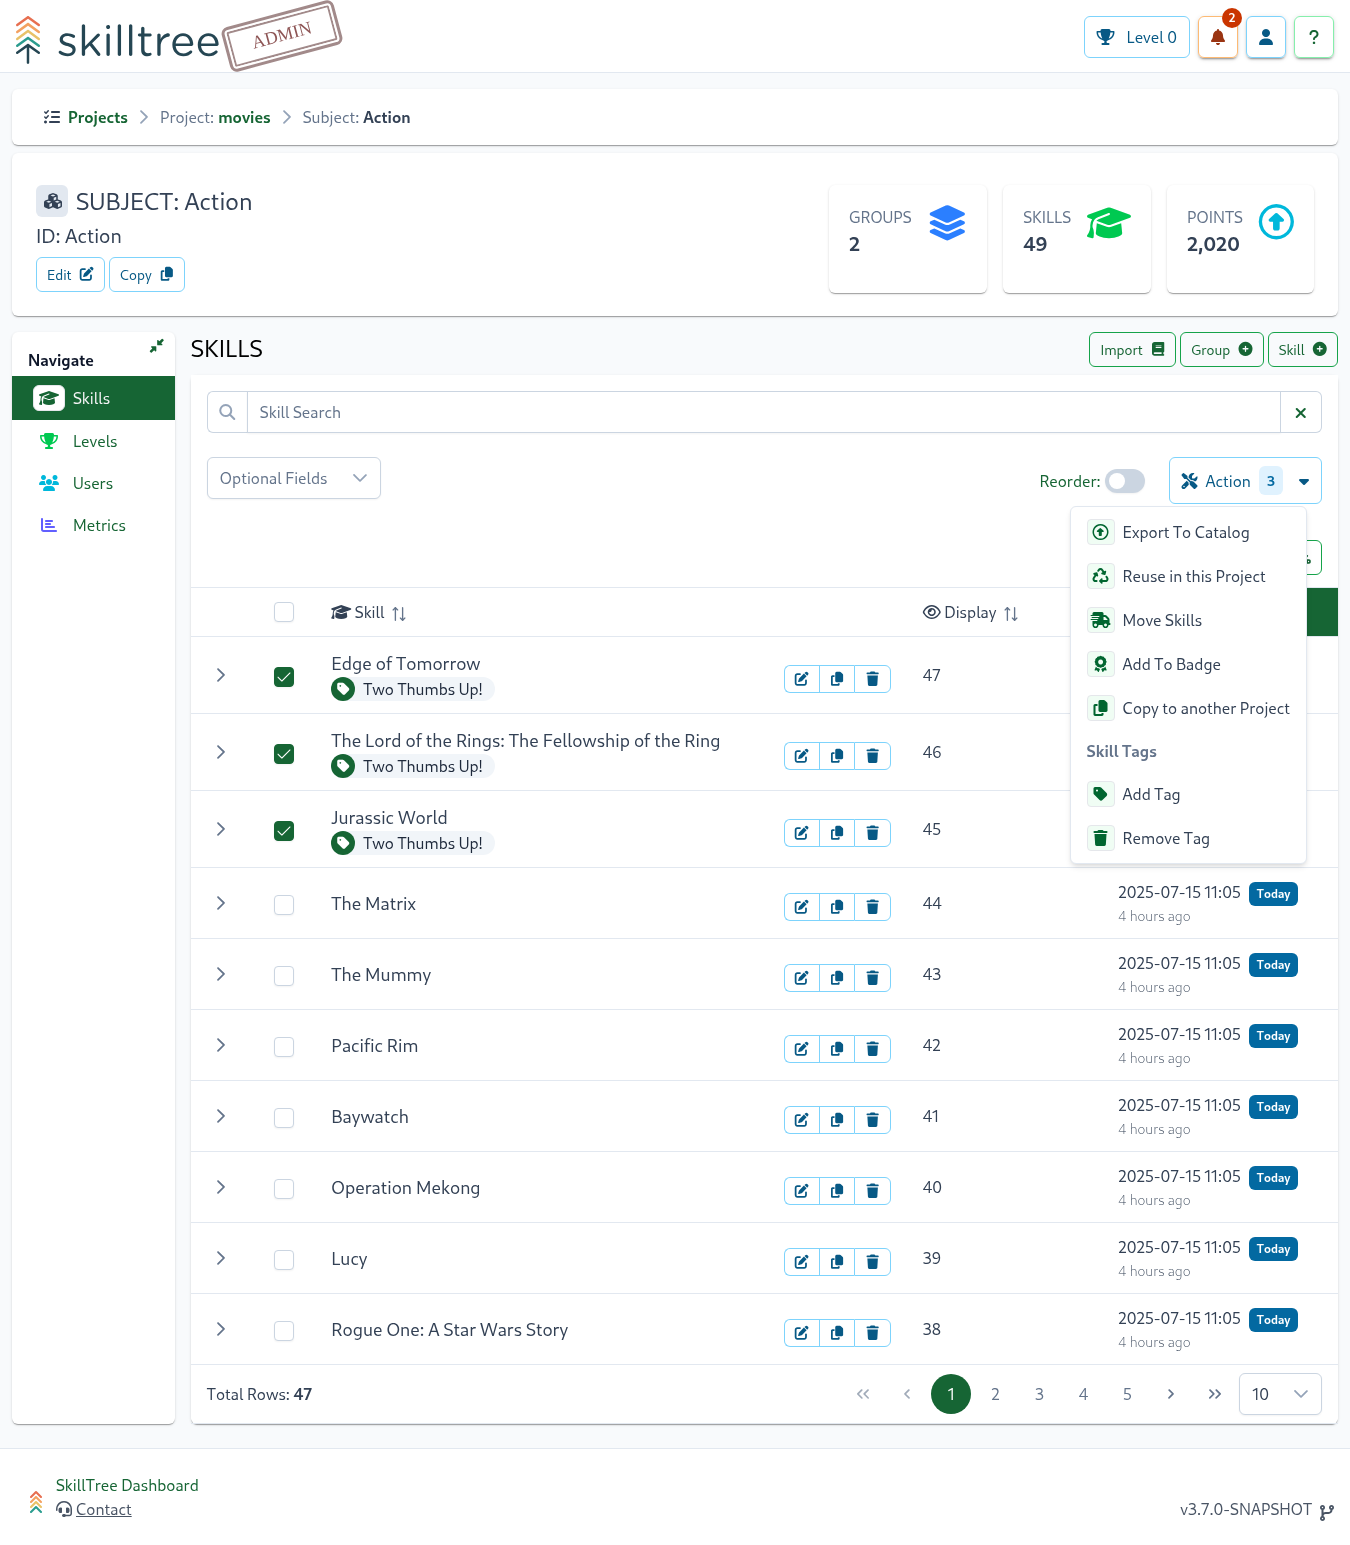 skilltree ADMIN
Level 0
2
?
Projects
Project: movies
Subject: Action
SUBJECT: Action
ID: Action
Edit
Copy
GROUPS
2
SKILLS
49
POINTS
2,020
Navigate
Skills
Levels
Users
Metrics
SKILLS
Import
Group
Skill
Skill Search
Optional Fields
Reorder:
Action 3
Export To Catalog
Reuse in this Project
Move Skills
Add To Badge
Copy to another Project
Skill Tags
Add Tag
Remove Tag
Skill
Display
Edge of Tomorrow
Two Thumbs Up!
47
The Lord of the Rings: The Fellowship of the Ring
Two Thumbs Up!
46
Jurassic World
Two Thumbs Up!
45
The Matrix
44
2025-07-15 11:05 Today
4 hours ago
The Mummy
43
2025-07-15 11:05 Today
4 hours ago
Pacific Rim
42
2025-07-15 11:05 Today
4 hours ago
Baywatch
41
2025-07-15 11:05 Today
4 hours ago
Operation Mekong
40
2025-07-15 11:05 Today
4 hours ago
Lucy
39
2025-07-15 11:05 Today
4 hours ago
Rogue One: A Star Wars Story
38
2025-07-15 11:05 Today
4 hours ago
Total Rows: 47
1 2 3 4 5
10
SkillTree Dashboard
Contact
v3.7.0-SNAPSHOT